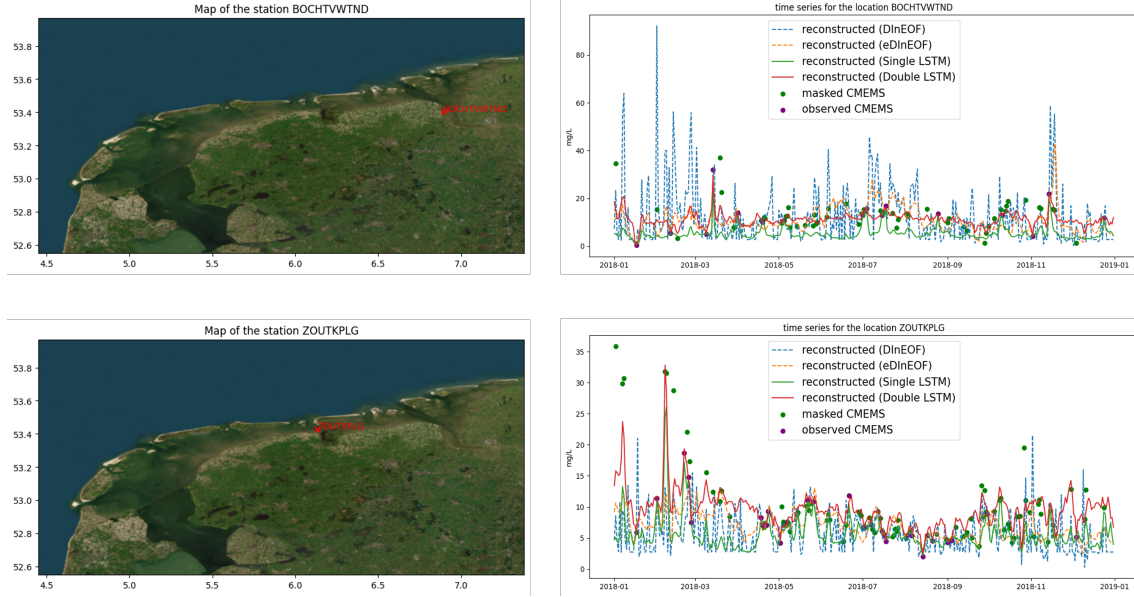 Map of the station BOCHTVWTND
53.8
53.6
53.4
53.2
53.0
52.8
52.6
4.5 5.0 5.5 6.0 6.5 7.0
BOCHTVWTND
time series for the location BOCHTVWTND
reconstructed (DInEOF)
reconstructed (eDInEOF)
reconstructed (Single LSTM)
reconstructed (Double LSTM)
masked CMEMS
observed CMEMS
mg/L
80
60
40
20
0
2018-01 2018-03 2018-05 2018-07 2018-09 2018-11 2019-01
Map of the station ZOUTKPLG
53.8
53.6
53.4
53.2
53.0
52.8
52.6
4.5 5.0 5.5 6.0 6.5 7.0
ZOUTKPLG
time series for the location ZOUTKPLG
reconstructed (DInEOF)
reconstructed (eDInEOF)
reconstructed (Single LSTM)
reconstructed (Double LSTM)
masked CMEMS
observed CMEMS
mg/L
35
30
25
20
15
10
5
0
2018-01 2018-03 2018-05 2018-07 2018-09 2018-11 2019-01